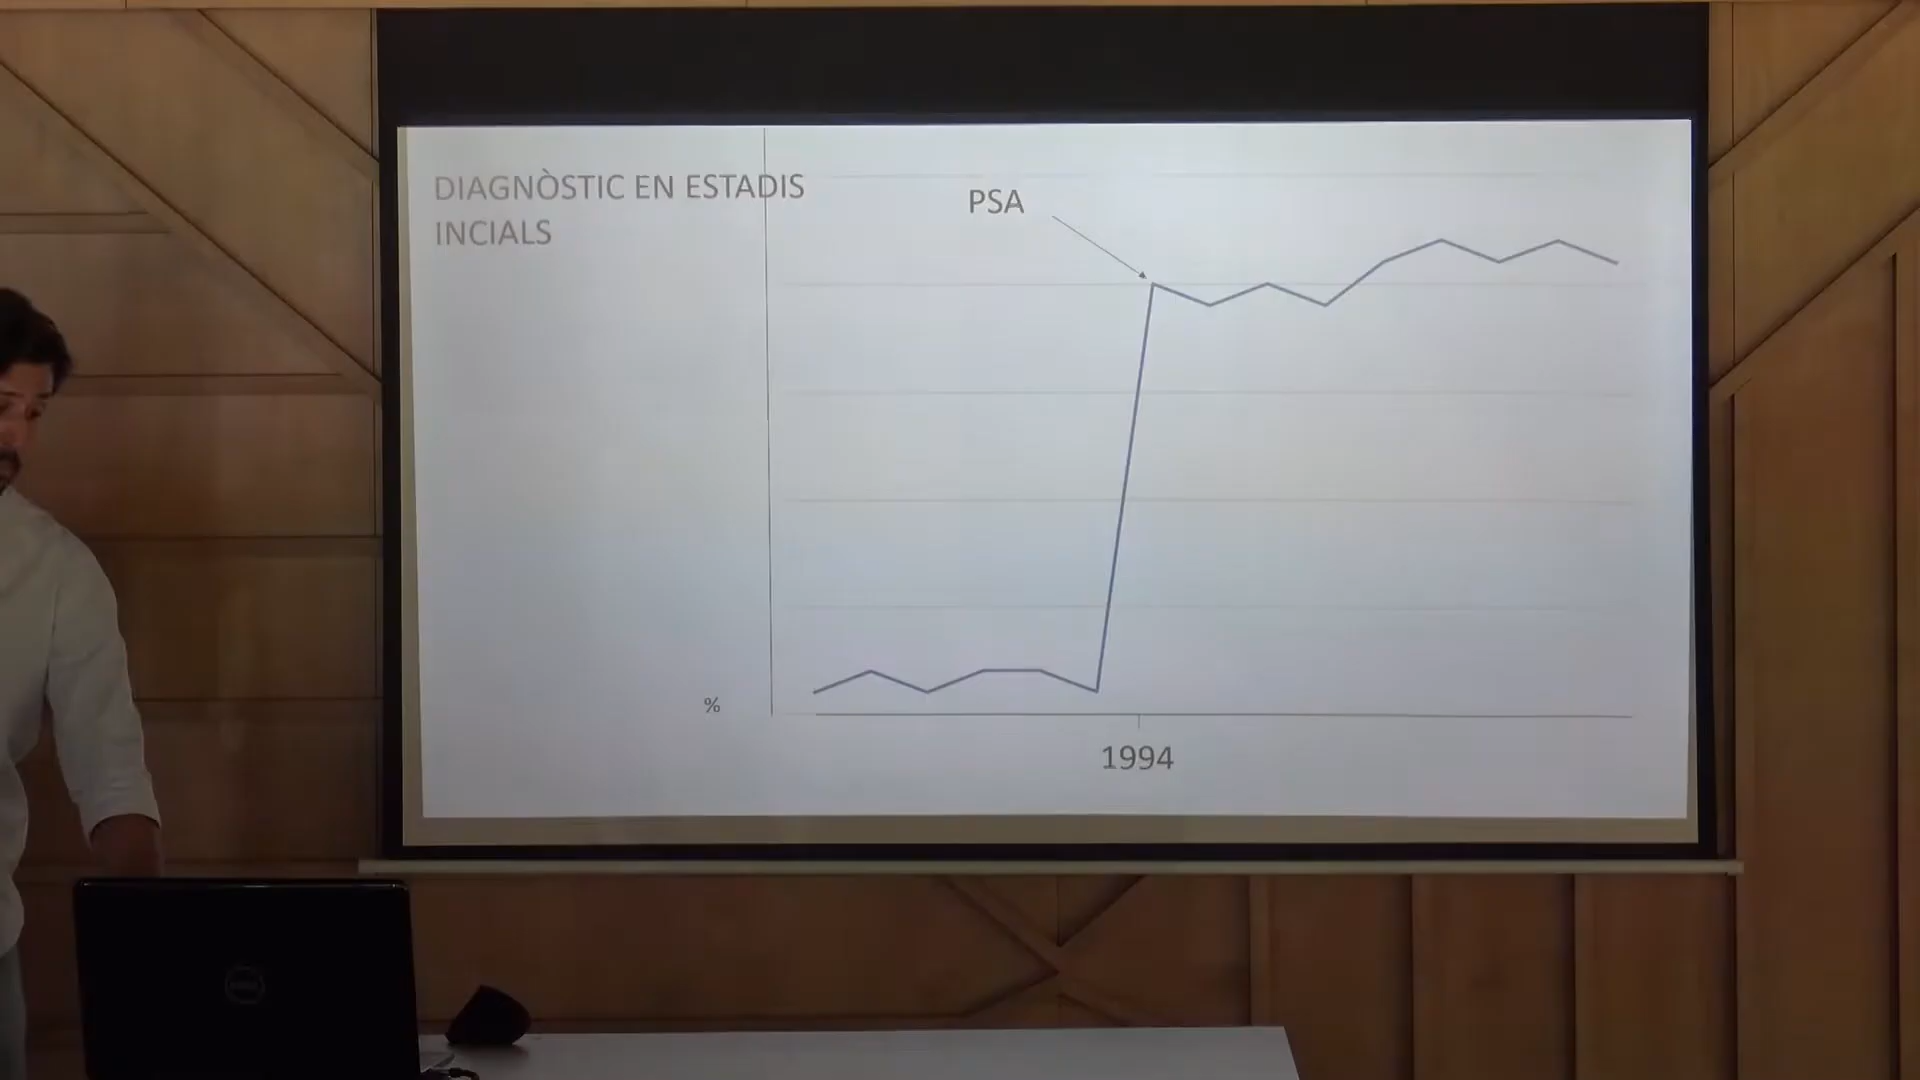 DIAGNÒSTIC EN ESTADIS
INCIALS
PSA
%
1994